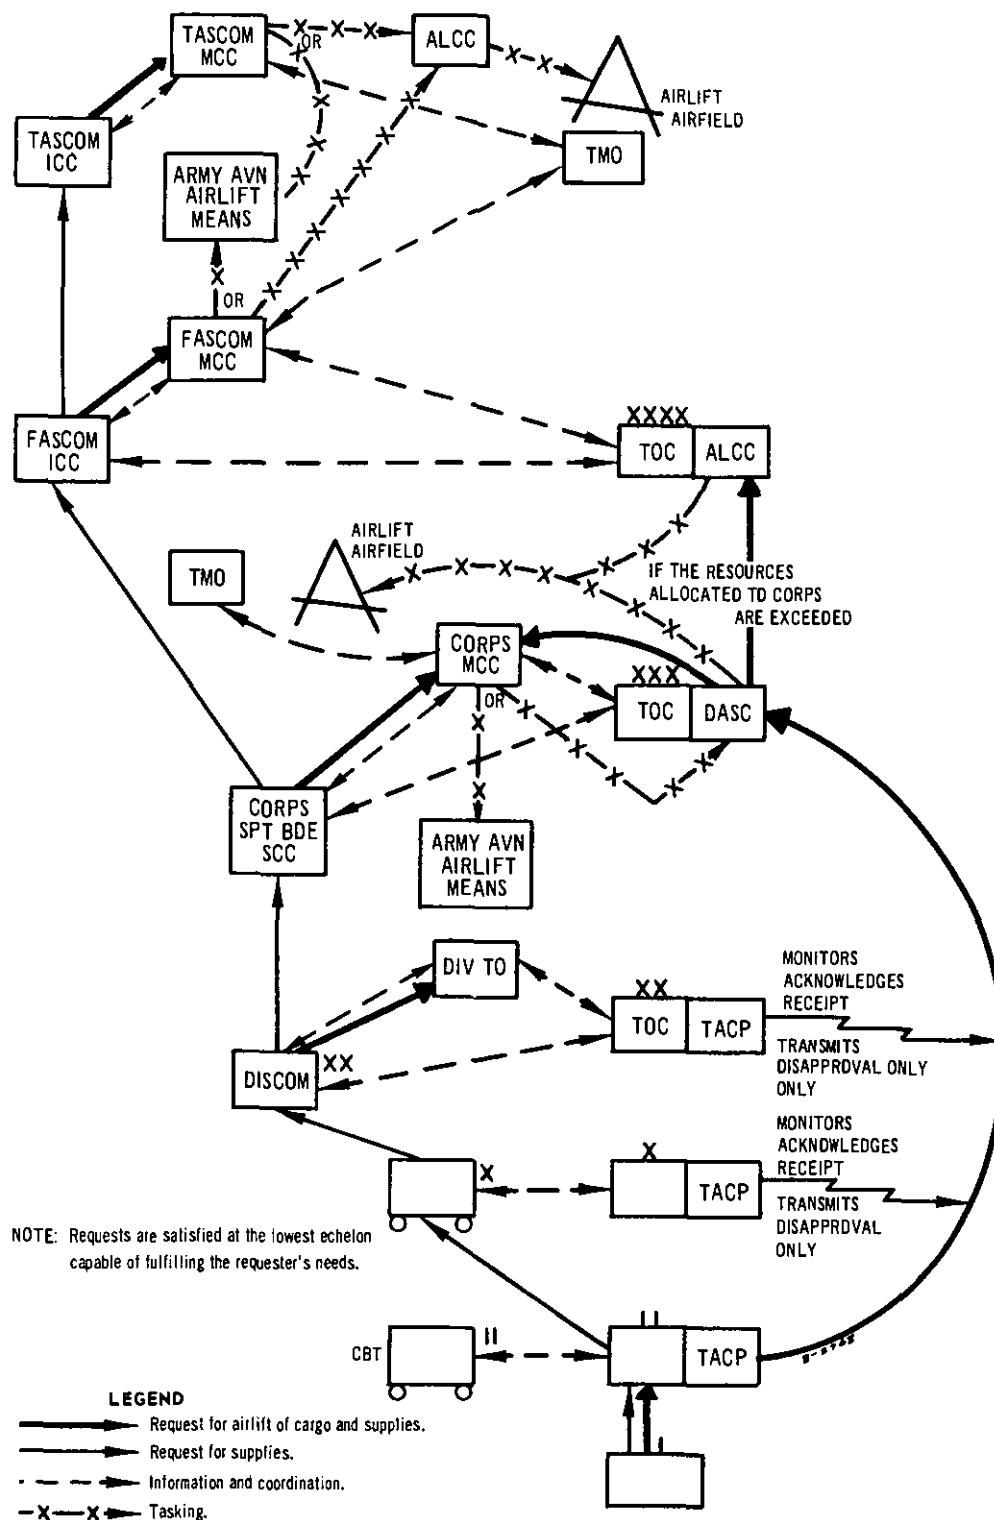 TASCOM
MCC
OR
ALCC
AIRLIFT
AIRFIELD
TASCOM
ICC
TMO
ARMY AVN
AIRLIFT
MEANS
OR
FASCOM
MCC
FASCOM
ICC
XXXX
TOC
ALCC
AIRLIFT
AIRFIELD
TMO
IF THE RESOURCES
ALLOCATED TO CORPS
ARE EXCEEDED
CORPS
MCC
OR
XXX
TOC
DASC
CORPS
SPT BDE
SCC
ARMY AVN
AIRLIFT
MEANS
DIV TO
XX
TOC
TACP
MONITORS
ACKNOWLEDGES
RECEIPT
TRANSMITS
DISAPPROVAL ONLY
ONLY
XX
DISCOM
X
X
TACP
MONITORS
ACKNOWLEDGES
RECEIPT
TRANSMITS
DISAPPROVAL
ONLY
NOTE: Requests are satisfied at the lowest echelon
capable of fulfilling the requester's needs.
CBT
II
II
TACP
I
LEGEND
Request for airlift of cargo and supplies.
Request for supplies.
Information and coordination.
X X Tasking.